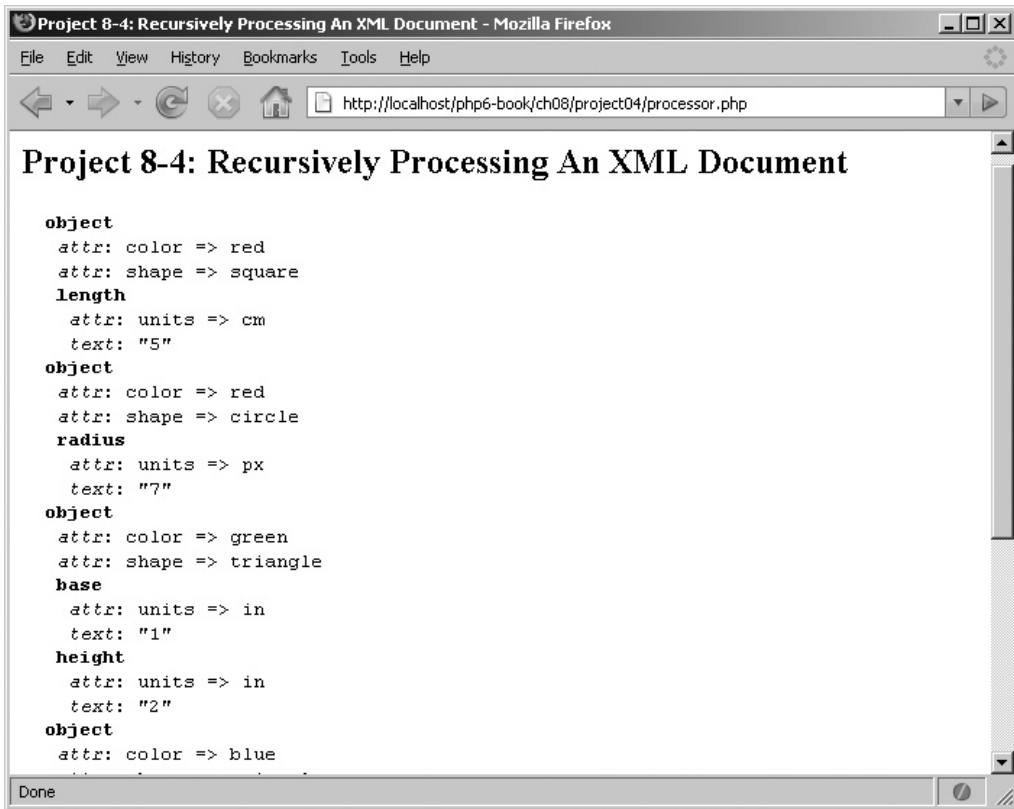 Project 8-4: Recursively Processing An XML Document - Mozilla Firefox
File Edit View History Bookmarks Tools Help
http://localhost/php6-book/ch08/project04/processor.php
Project 8-4: Recursively Processing An XML Document
object
attr: color => red
attr: shape => square
length
attr: units => cm
text: "5"
object
attr: color => red
attr: shape => circle
radius
attr: units => px
text: "7"
object
attr: color => green
attr: shape => triangle
base
attr: units => in
text: "1"
height
attr: units => in
text: "2"
object
attr: color => blue
Done